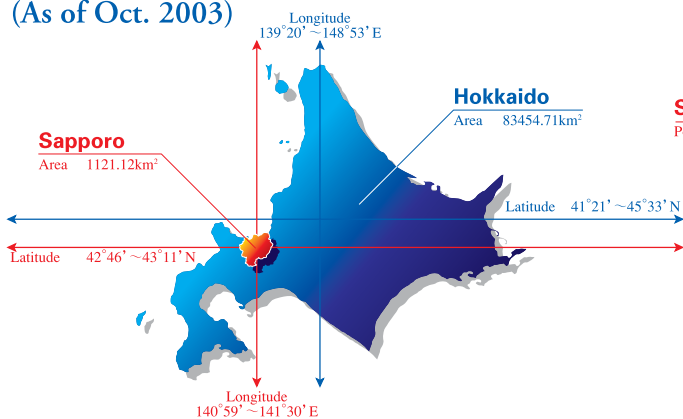 (As of Oct. 2003)
Longitude
139°20’~148°53’E
Hokkaido
Area 83454.71km²
Sapporo
Area 1121.12km²
Latitude 41°21’~45°33’N
Latitude 42°46’~43°11’N
Longitude
140°59’~141°30’E